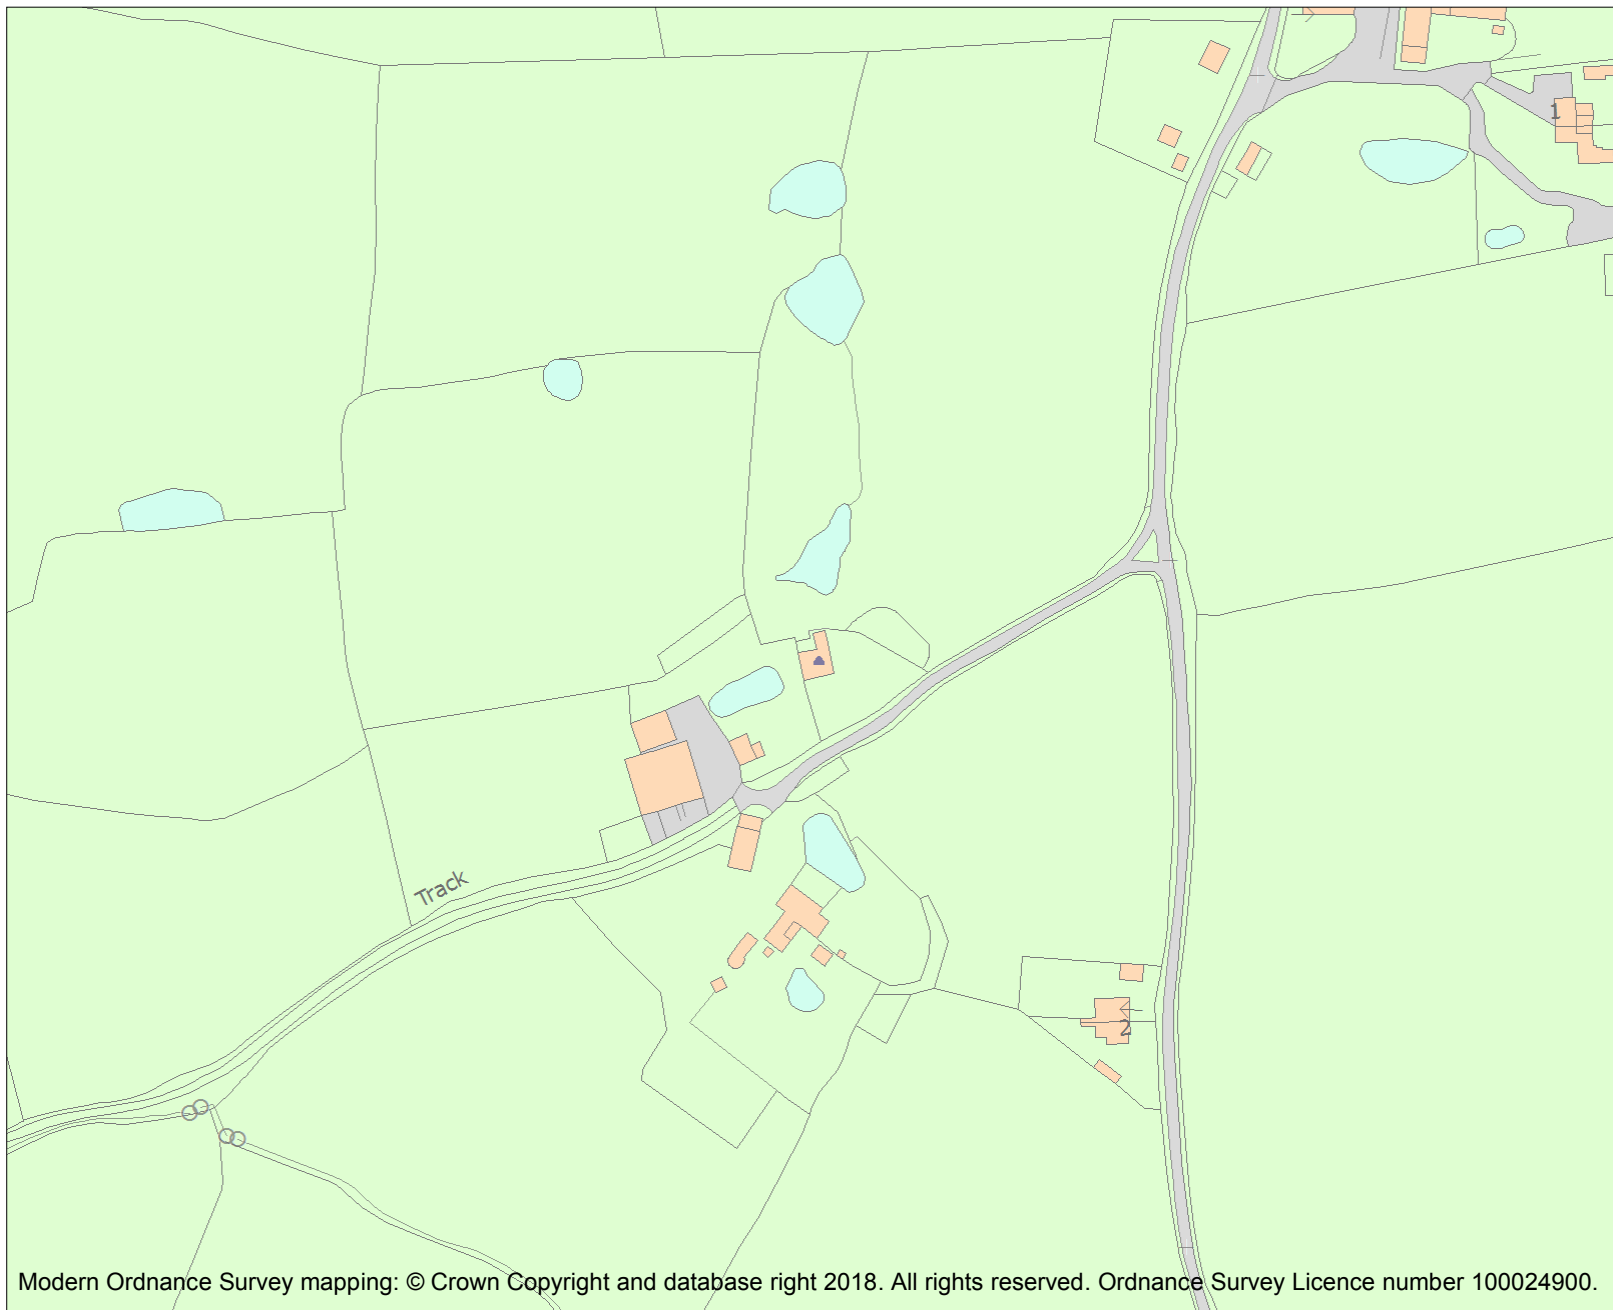 1
Track
2
Modern Ordnance Survey mapping: © Crown Copyright and database right 2018. All rights reserved. Ordnance Survey Licence number 100024900.